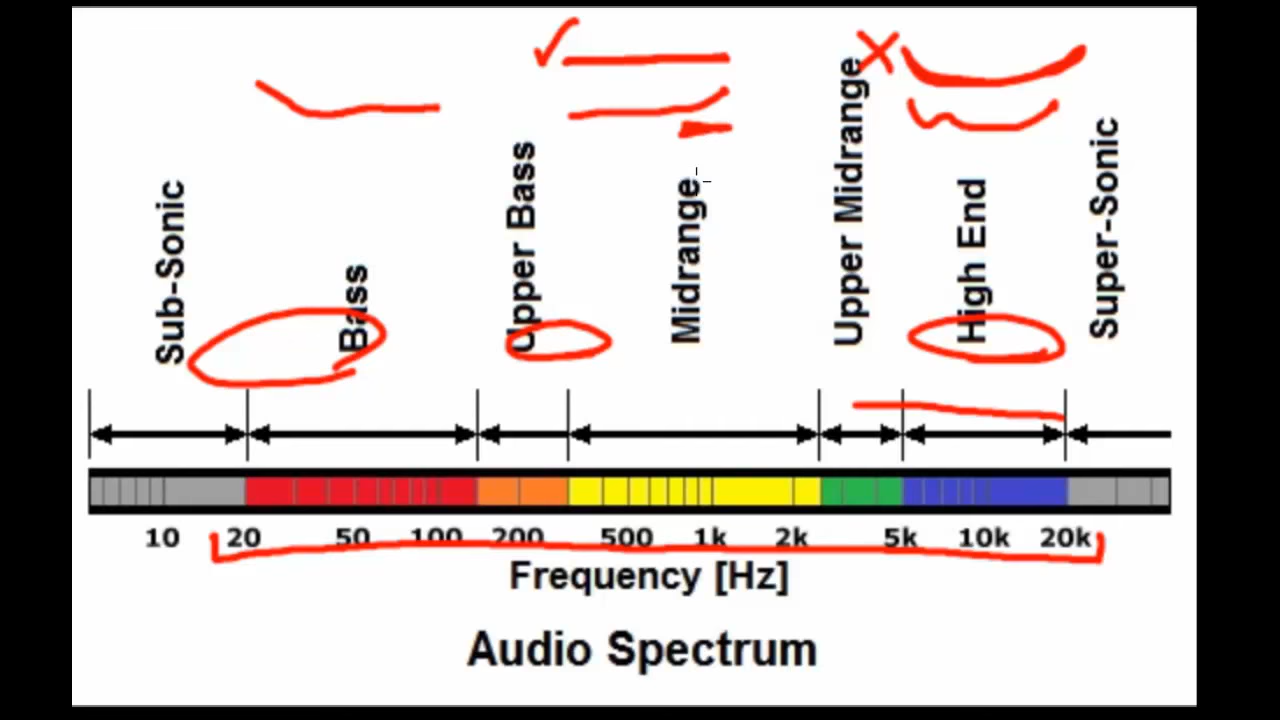 Sub-Sonic
Bass
Upper Bass
Midrange
Upper Midrange
High End
Super-Sonic
10 20 50 100 200 500 1k 2k 5k 10k 20k
Frequency [Hz]
Audio Spectrum